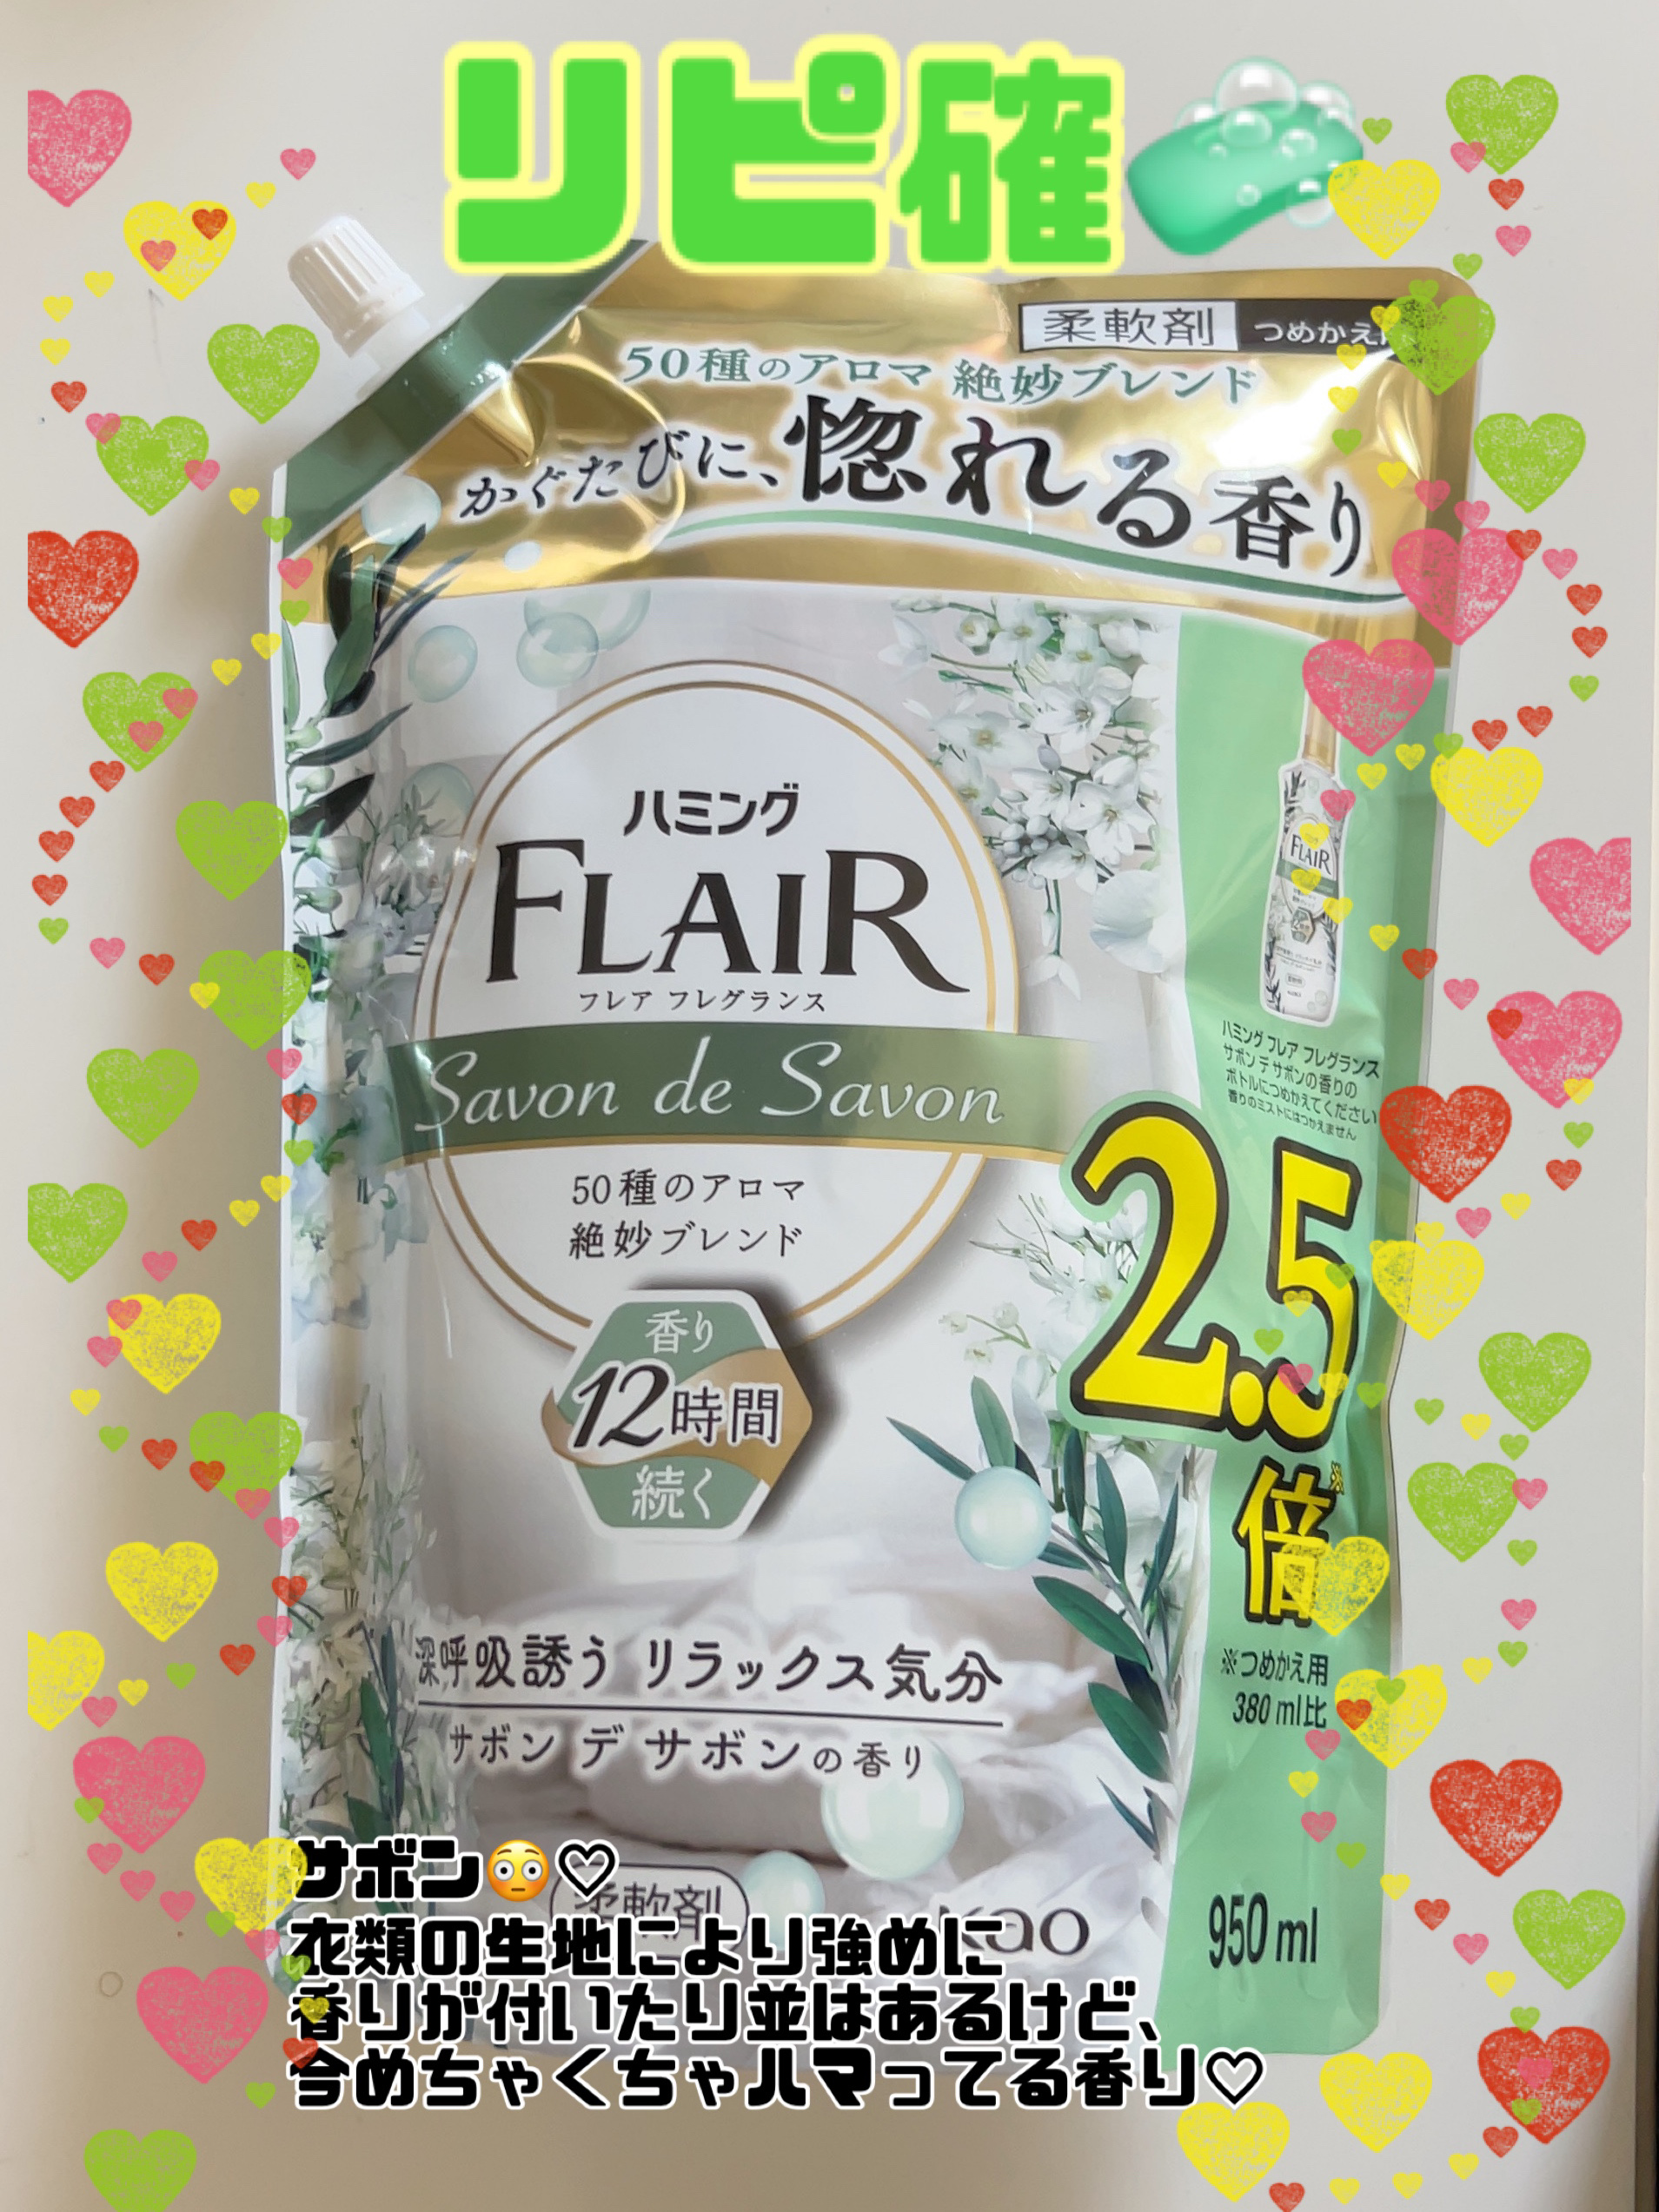 リピ確
柔軟剤 つめかえ
50種のアロマ 絶妙ブレンド
かぐたびに、惚れる香り
ハミング
FLAIR
フレア フレグランス
Savon de Savon
50種のアロマ
絶妙ブレンド
香り
12時間
続く
深呼吸誘う リラックス気分
サボン デ サボンの香り
柔軟剤
kao
FLAIR
ハミング フレア フレグランス
サボン デ サボンの香りの
ボトルにつめかえてください
香りのミストにはつかえません
2.5
倍※
※つめかえ用
380 ml比
950 ml
サボン😳♡
衣類の生地により強めに
香りが付いたり並はあるけど、
今めちゃくちゃハマってる香り♡